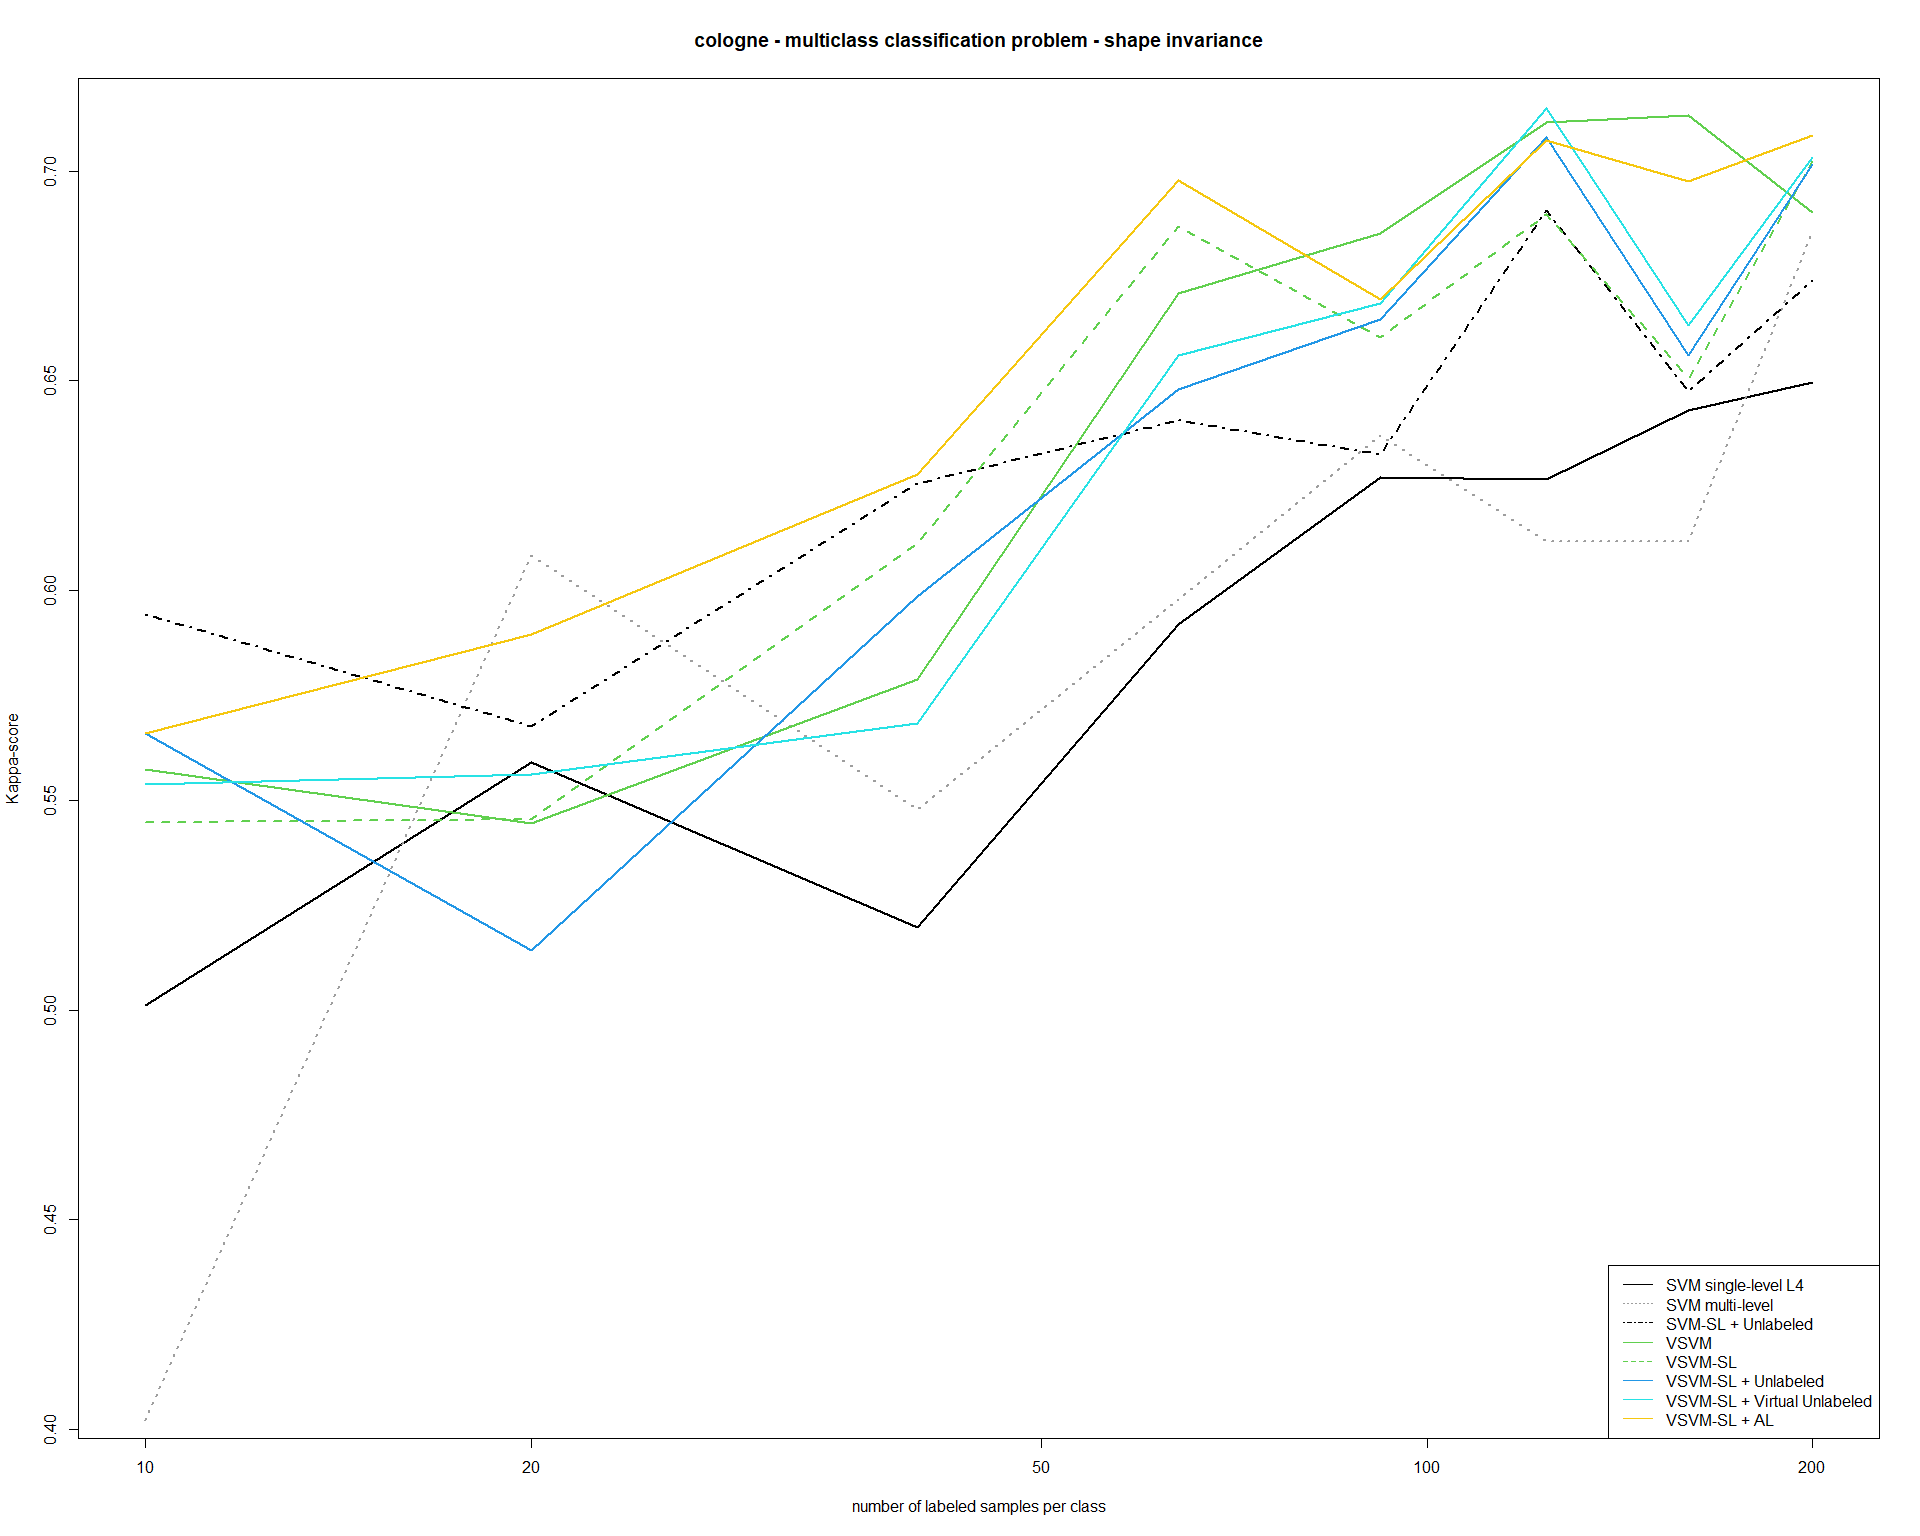 cologne - multiclass classification problem - shape invariance
Kappa-score
0.70
0.65
0.60
0.55
0.50
0.45
0.40
10 20 50 100 200
number of labeled samples per class
SVM single-level L4
SVM multi-level
SVM-SL + Unlabeled
VSVM
VSVM-SL
VSVM-SL + Unlabeled
VSVM-SL + Virtual Unlabeled
VSVM-SL + AL